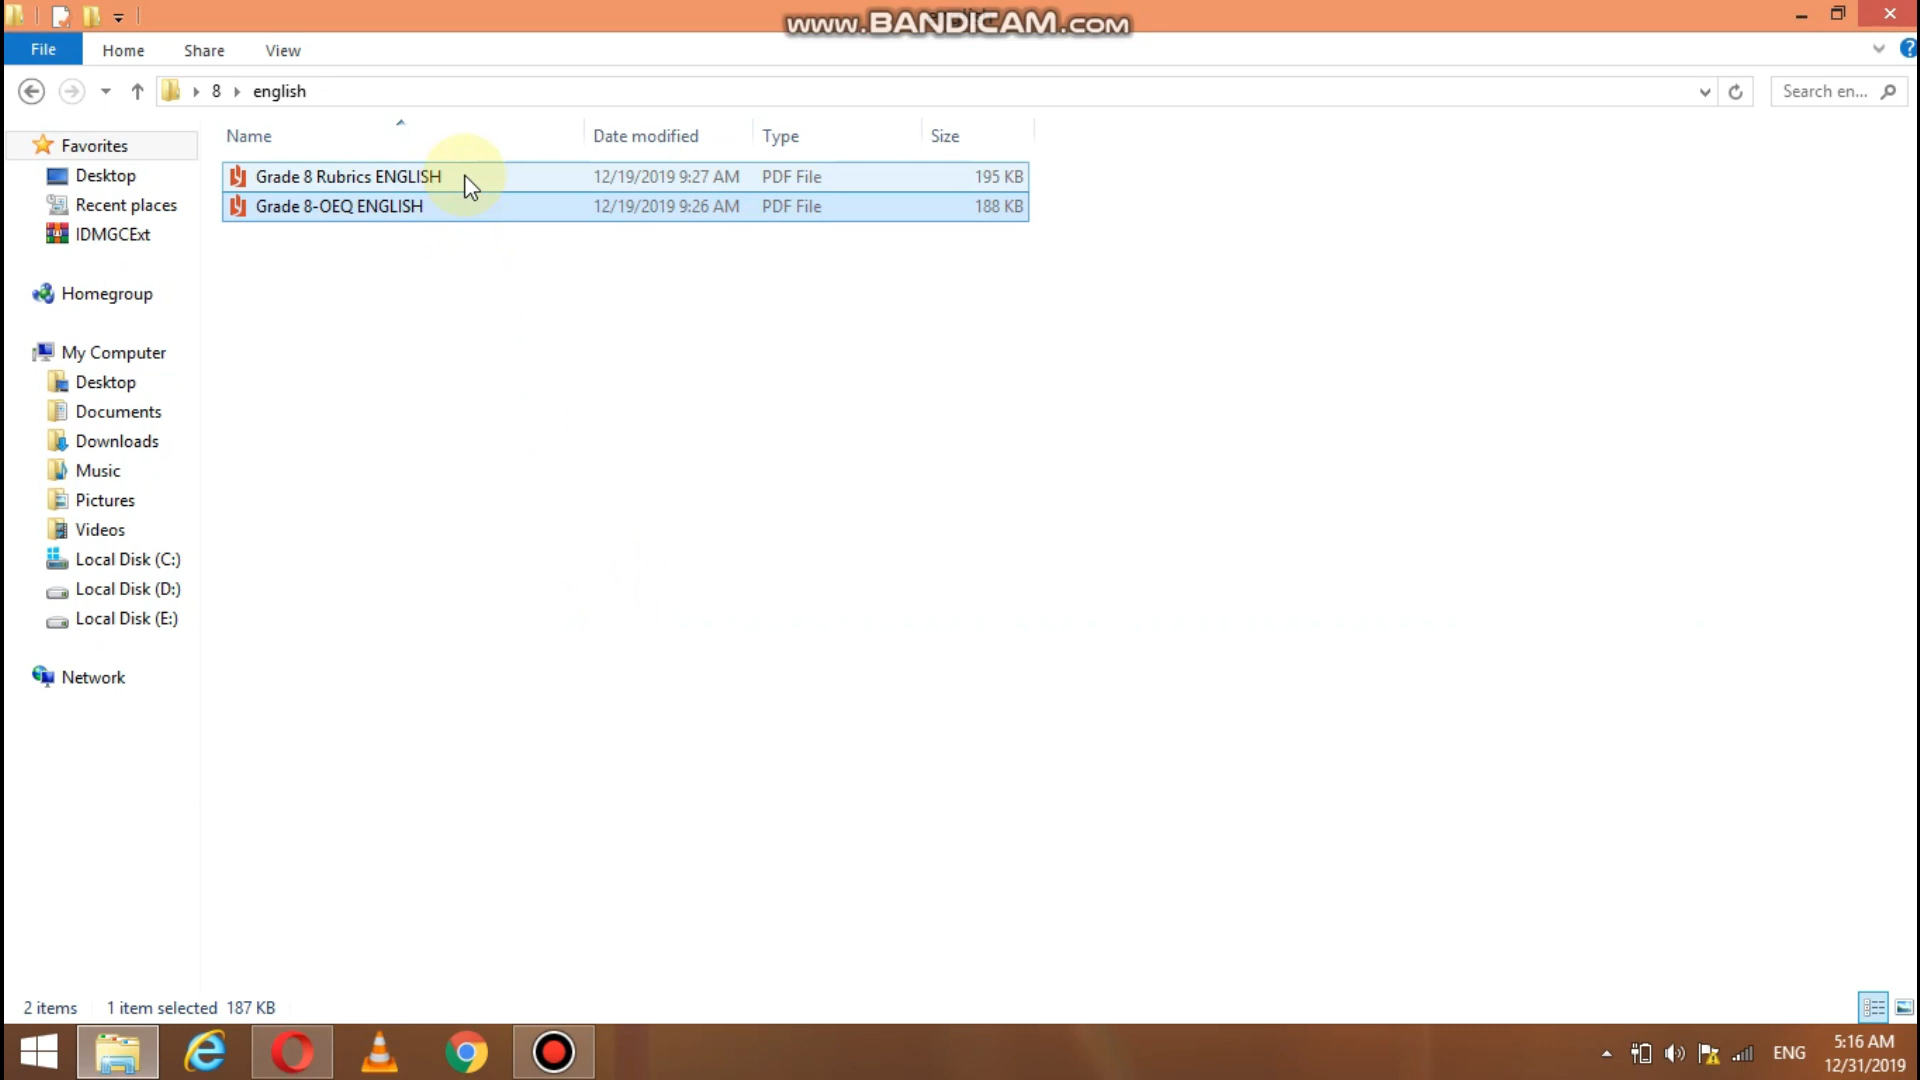 www.BANDICAM.com
File Home Share View
8 english
Search en...
Name Date modified Type Size
Favorites
Desktop
Recent places
IDMGCExt
Homegroup
My Computer
Desktop
Documents
Downloads
Music
Pictures
Videos
Local Disk (C:)
Local Disk (D:)
Local Disk (E:)
Network
Grade 8 Rubrics ENGLISH 12/19/2019 9:27 AM PDF File 195 KB
Grade 8-OEQ ENGLISH 12/19/2019 9:26 AM PDF File 188 KB
2 items 1 item selected 187 KB
ENG
5:16 AM
12/31/2019